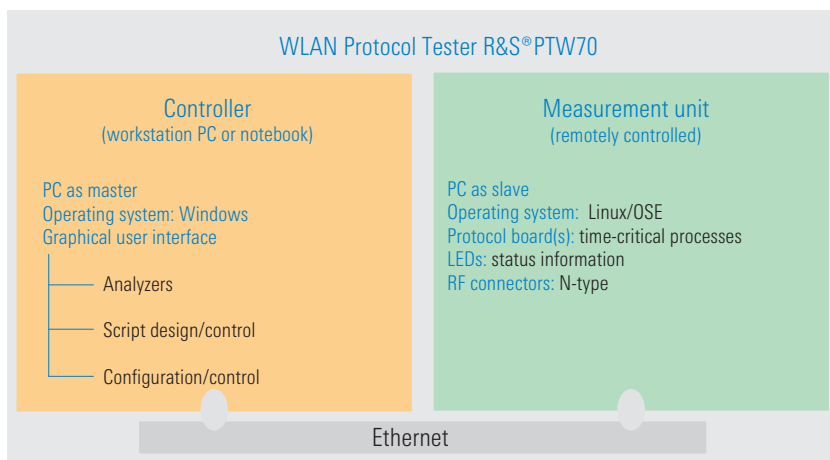 WLAN Protocol Tester R&S®PTW70
Controller
(workstation PC or notebook)
PC as master
Operating system: Windows
Graphical user interface
Analyzers
Script design/control
Configuration/control
Measurement unit
(remotely controlled)
PC as slave
Operating system: Linux/OSE
Protocol board(s): time-critical processes
LEDs: status information
RF connectors: N-type
Ethernet